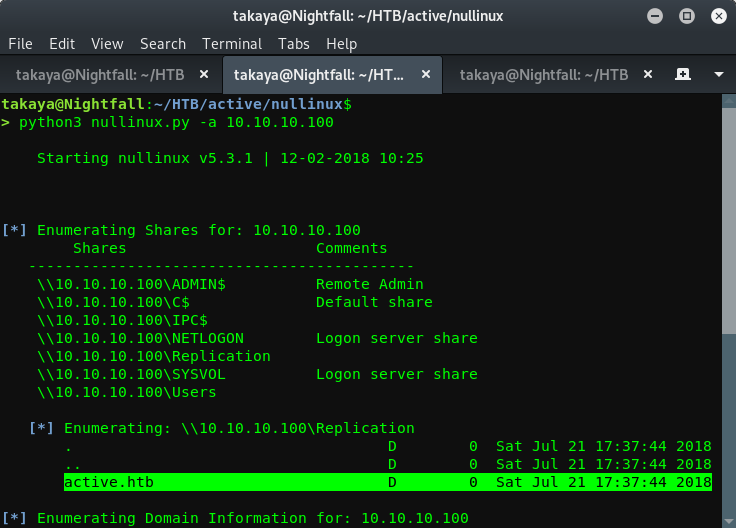 takaya@Nightfall: ~/HTB/active/nullinux
File Edit View Search Terminal Tabs Help
takaya@Nightfall: ~/HTB × takaya@Nightfall: ~/HT... × takaya@Nightfall: ~/HTB ×
takaya@Nightfall:~/HTB/active/nullinux$
> python3 nullinux.py -a 10.10.10.100
Starting nullinux v5.3.1 | 12-02-2018 10:25
[*] Enumerating Shares for: 10.10.10.100
Shares Comments
-------------------------------------------
\\10.10.10.100\ADMIN$ Remote Admin
\\10.10.10.100\C$ Default share
\\10.10.10.100\IPC$
\\10.10.10.100\NETLOGON Logon server share
\\10.10.10.100\Replication
\\10.10.10.100\SYSVOL Logon server share
\\10.10.10.100\Users
[*] Enumerating: \\10.10.10.100\Replication
. D 0 Sat Jul 21 17:37:44 2018
.. D 0 Sat Jul 21 17:37:44 2018
active.htb D 0 Sat Jul 21 17:37:44 2018
[*] Enumerating Domain Information for: 10.10.10.100